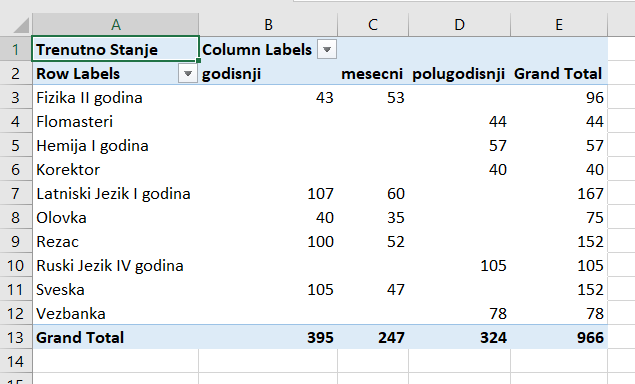 A B C D E
1 Trenutno Stanje Column Labels
2 Row Labels godisnji mesecni polugodisnji Grand Total
3 Fizika II godina 43 53 96
4 Flomasteri 44 44
5 Hemija I godina 57 57
6 Korektor 40 40
7 Latniski Jezik I godina 107 60 167
8 Olovka 40 35 75
9 Rezac 100 52 152
10 Ruski Jezik IV godina 105 105
11 Sveska 105 47 152
12 Vezbanka 78 78
13 Grand Total 395 247 324 966
14
15